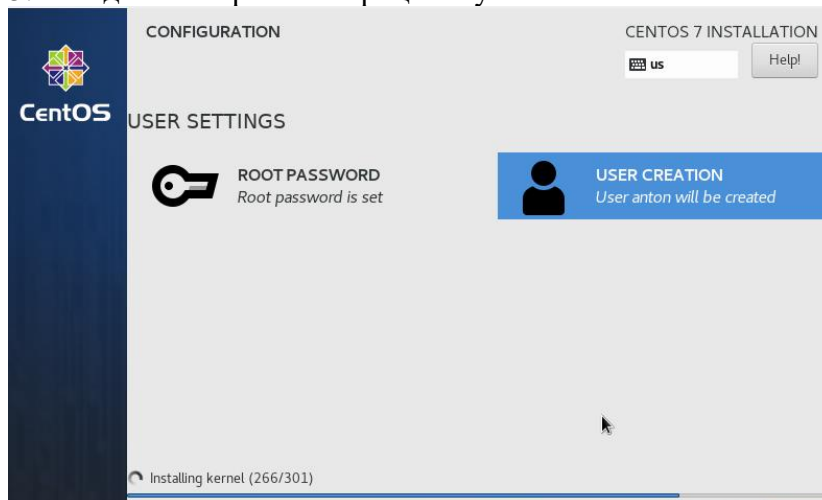 CONFIGURATION
CENTOS 7 INSTALLATION
us
Help!
CentOS
USER SETTINGS
ROOT PASSWORD
Root password is set
USER CREATION
User anton will be created
Installing kernel (266/301)